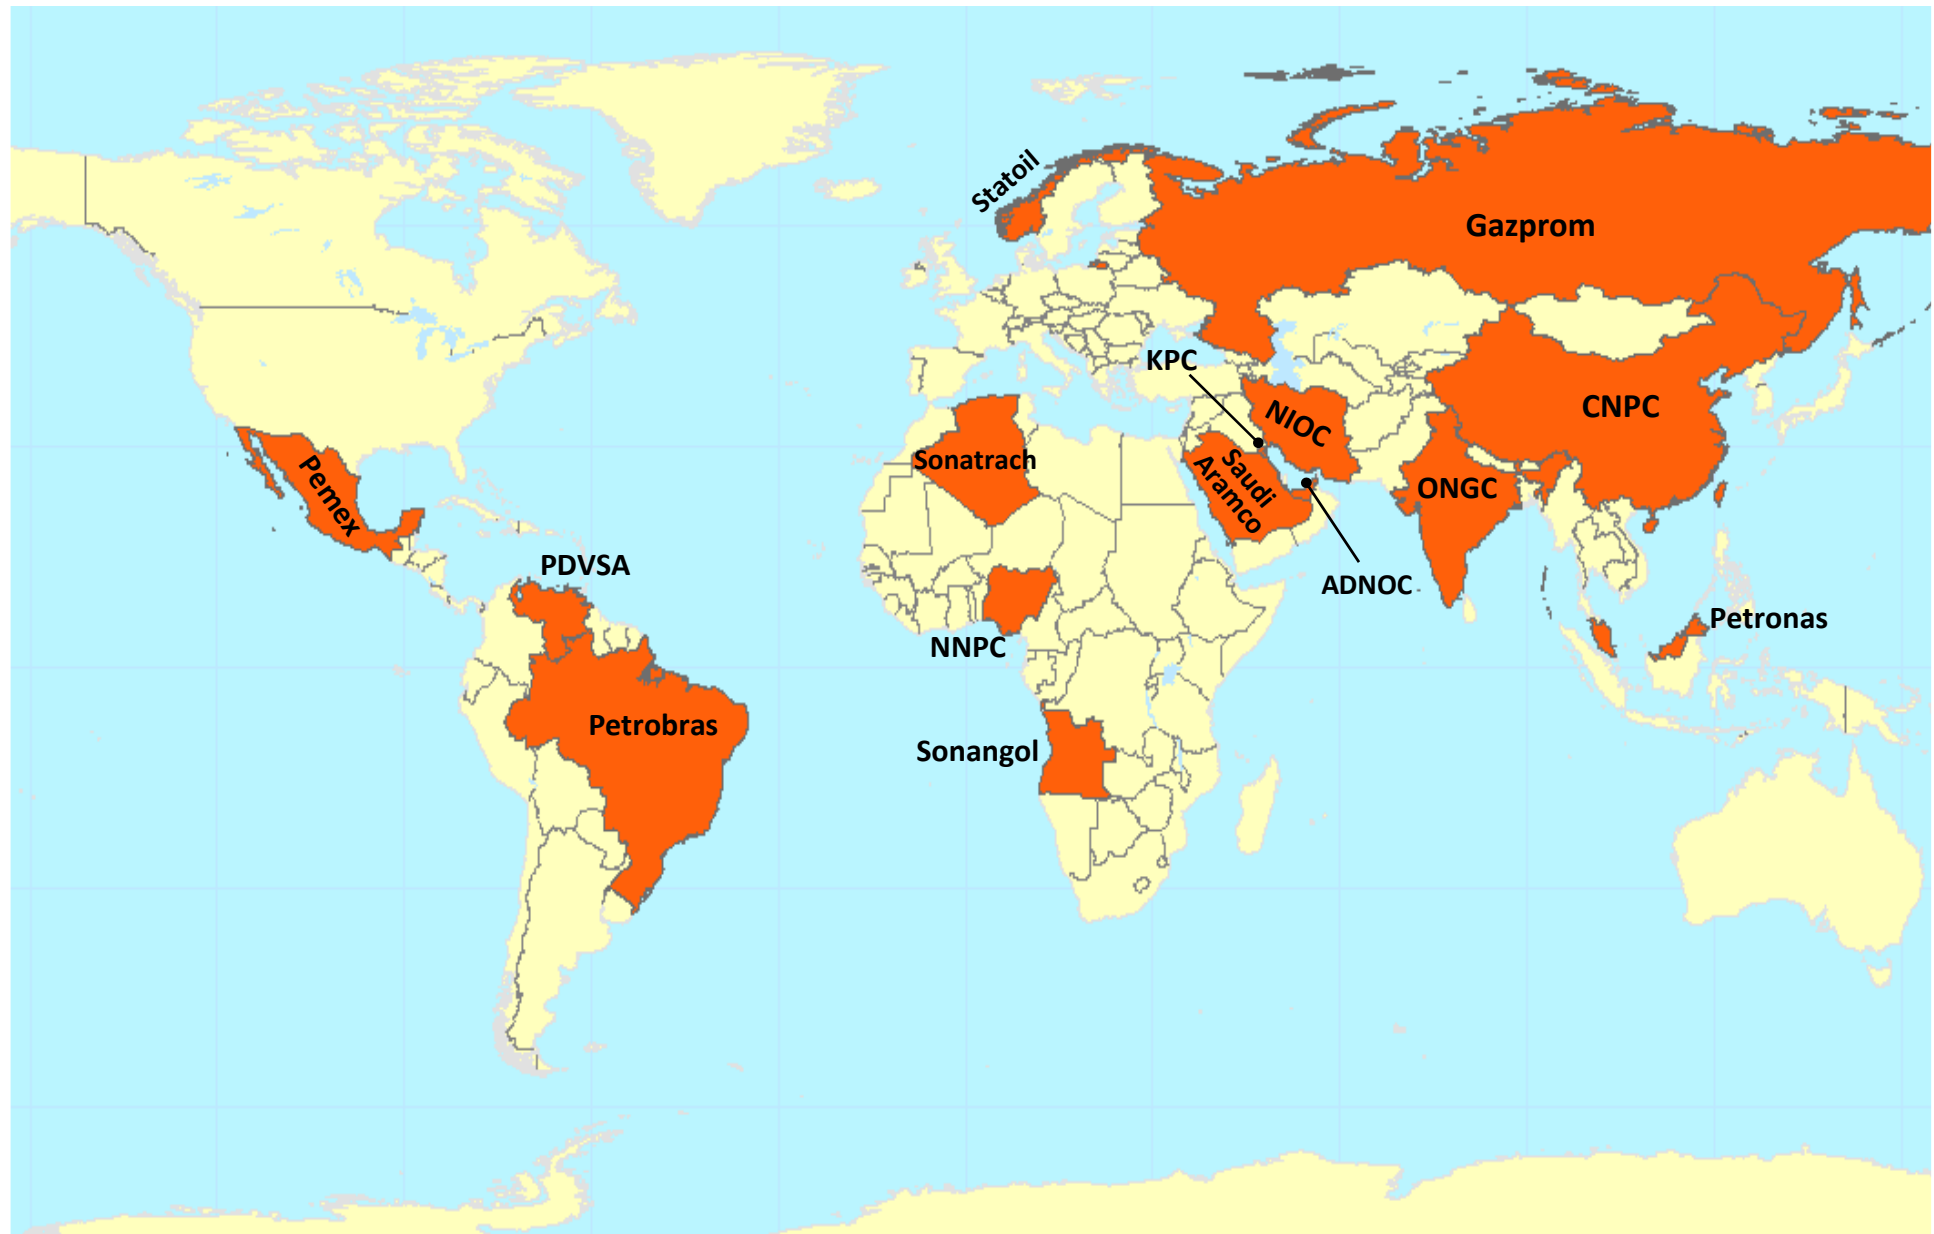 Statoil
Gazprom
KPC
NIOC
CNPC
Pemex
Sonatrach
Saudi
Aramco
ONGC
PDVSA
ADNOC
NNPC
Petronas
Petrobras
Sonangol